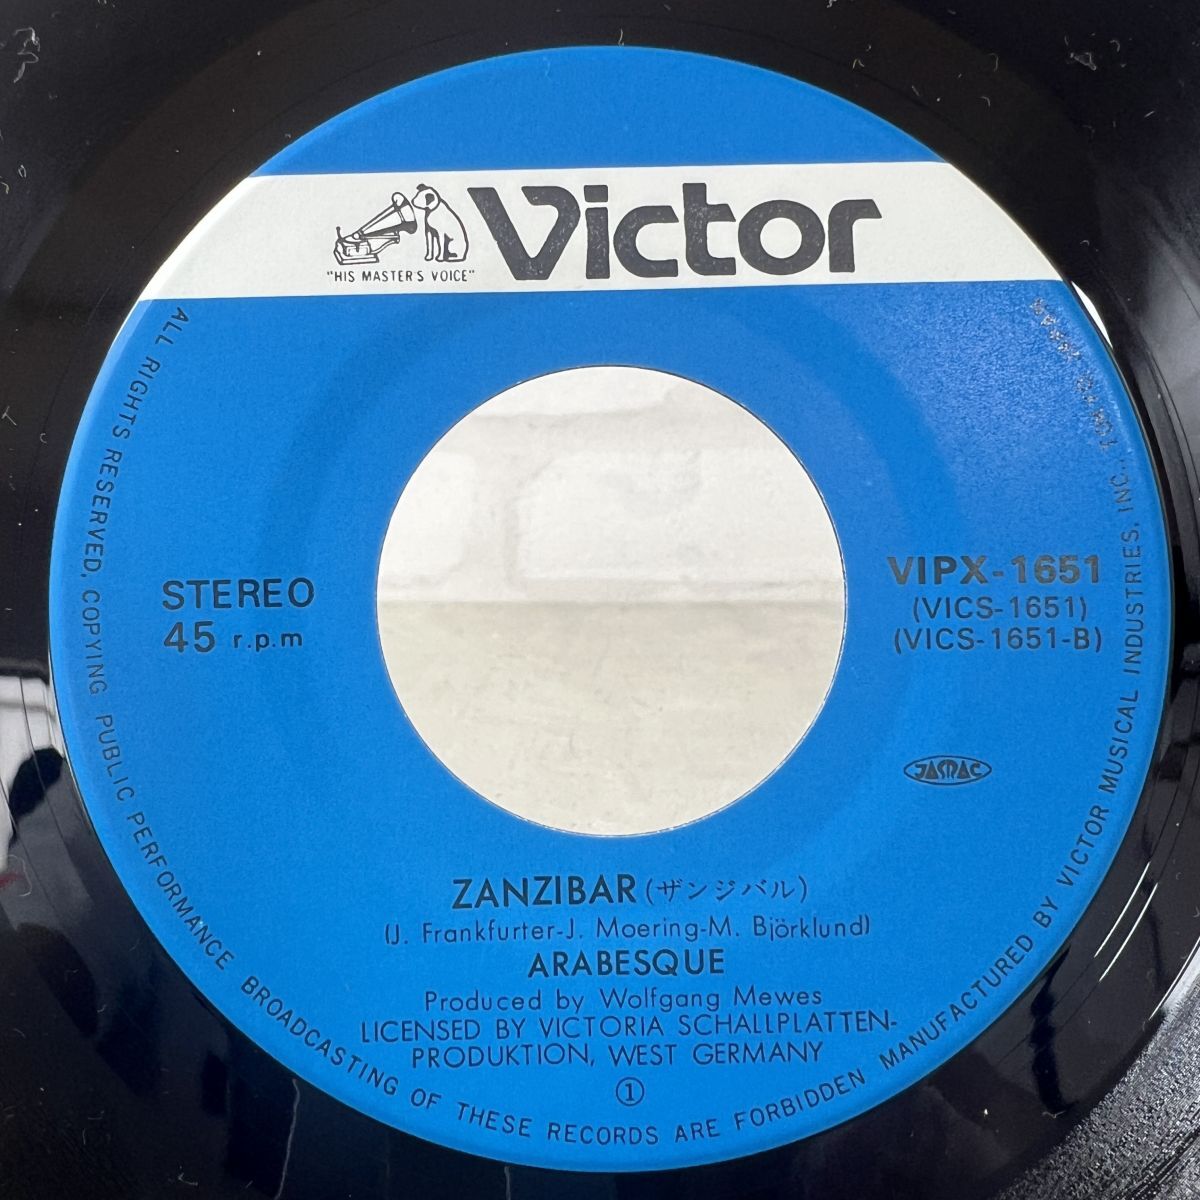 "HIS MASTER'S VOICE"
Victor
STEREO
45 r.p.m
VIPX-1651
(VICS-1651)
(VICS-1651-B)
JASRAC
ZANZIBAR (ザンジバル)
(J. Frankfurter-J. Moering-M. Björklund)
ARABESQUE
Produced by Wolfgang Mewes
LICENSED BY VICTORIA SCHALLPLATTEN-
PRODUKTION, WEST GERMANY
①
ALL RIGHTS RESERVED. COPYING PUBLIC PERFORMANCE BROADCASTING OF THESE RECORDS ARE FORBIDDEN MANUFACTURED BY VICTOR MUSICAL INDUSTRIES, INC., TOKYO, JAPAN